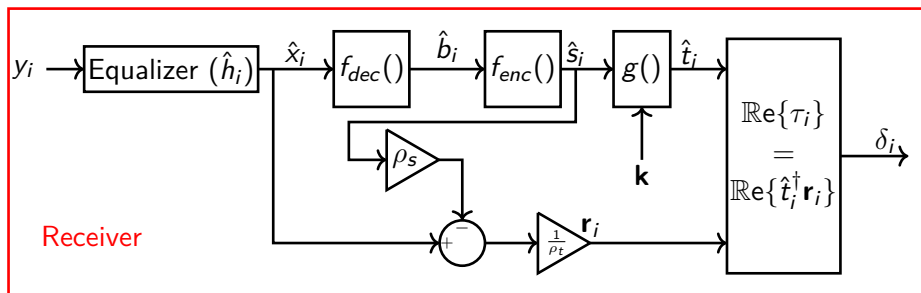 y_i
Equalizer (ĥ_i)
x̂_i
f_dec()
b̂_i
f_enc()
ŝ_i
g()
t̂_i
k
ρ_s
+
−
1/ρ_t
r_i
ℝe{τ_i}
=
ℝe{t̂_i^† r_i}
δ_i
Receiver